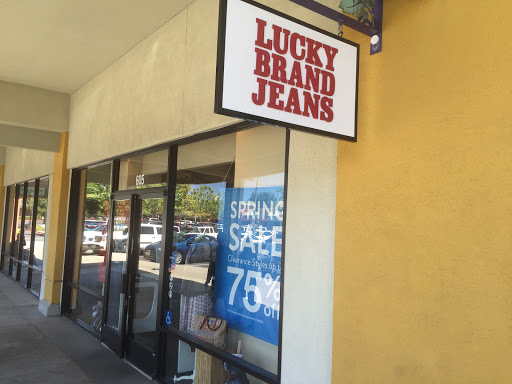 LUCKY
BRAND
JEANS
605
SPRING
SALE
Clearance Styles Up to
75%
off